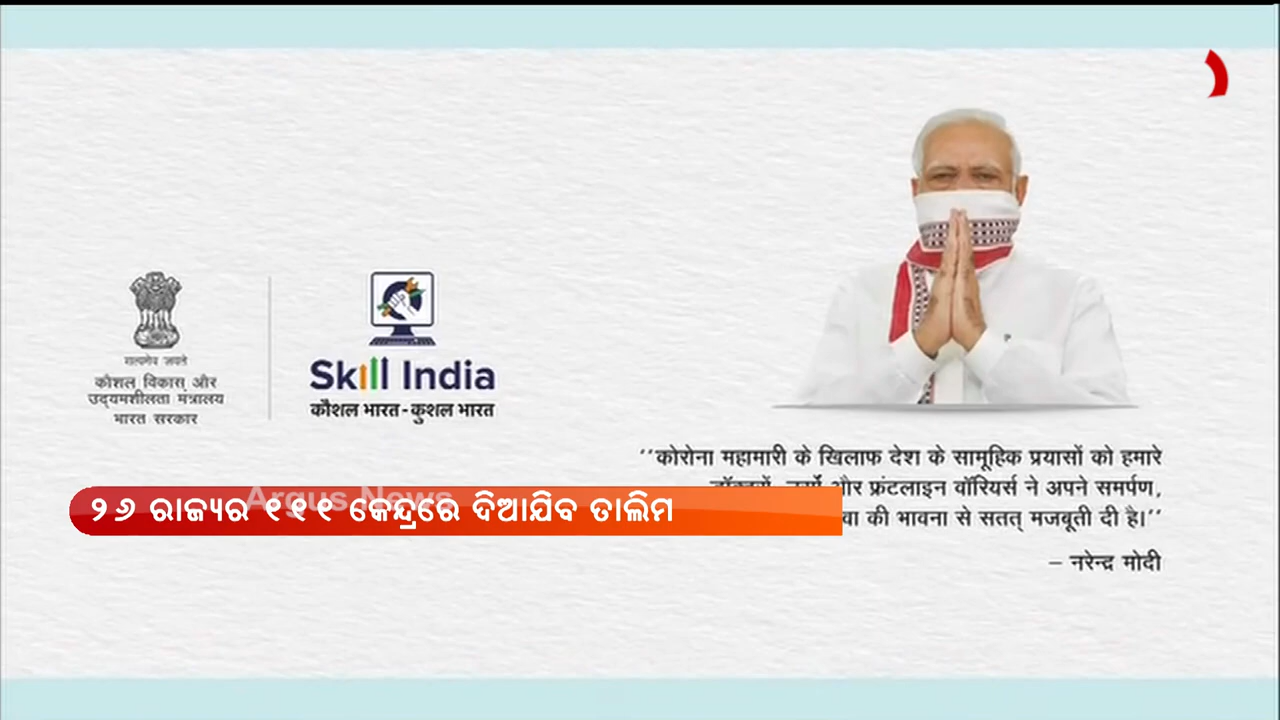 सत्यमेव जयते
कौशल विकास और
उद्यमशीलता मंत्रालय
भारत सरकार
Skill India
कौशल भारत - कुशल भारत
''कोरोना महामारी के खिलाफ देश के सामूहिक प्रयासों को हमारे
और फ्रंटलाइन वॉरियर्स ने अपने समर्पण,
की भावना से सतत् मजबूती दी है।''
– नरेन्द्र मोदी
Argus News
୨୬ ରାଜ୍ୟର ୧୧୧ କେନ୍ଦ୍ରରେ ଦିଆଯିବ ତାଲିମ